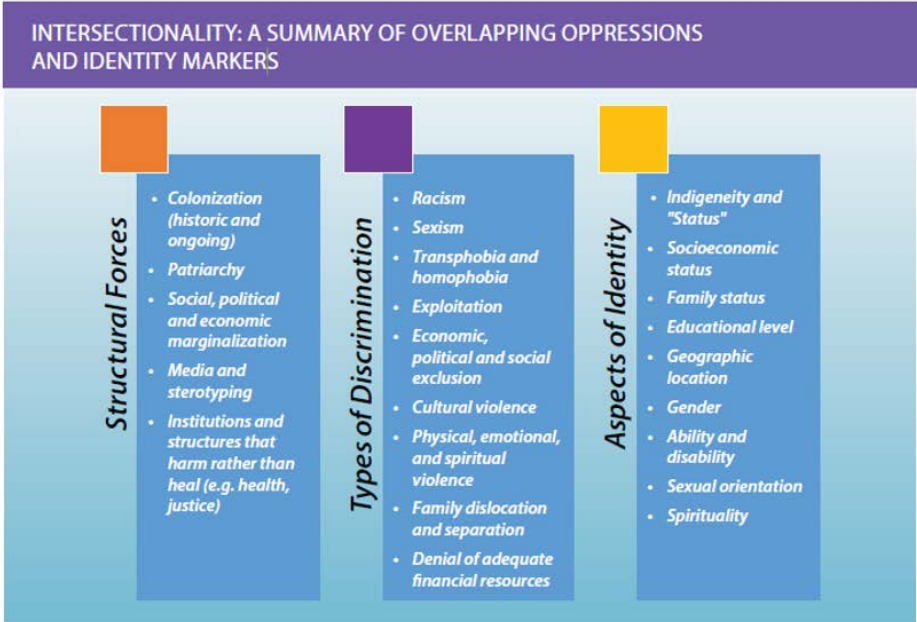 INTERSECTIONALITY: A SUMMARY OF OVERLAPPING OPPRESSIONS
AND IDENTITY MARKERS
Structural Forces
• Colonization
(historic and
ongoing)
• Patriarchy
• Social, political
and economic
marginalization
• Media and
sterotyping
• Institutions and
structures that
harm rather than
heal (e.g. health,
justice)
Types of Discrimination
• Racism
• Sexism
• Transphobia and
homophobia
• Exploitation
• Economic,
political and social
exclusion
• Cultural violence
• Physical, emotional,
and spiritual
violence
• Family dislocation
and separation
• Denial of adequate
financial resources
Aspects of Identity
• Indigeneity and
"Status"
• Socioeconomic
status
• Family status
• Educational level
• Geographic
location
• Gender
• Ability and
disability
• Sexual orientation
• Spirituality